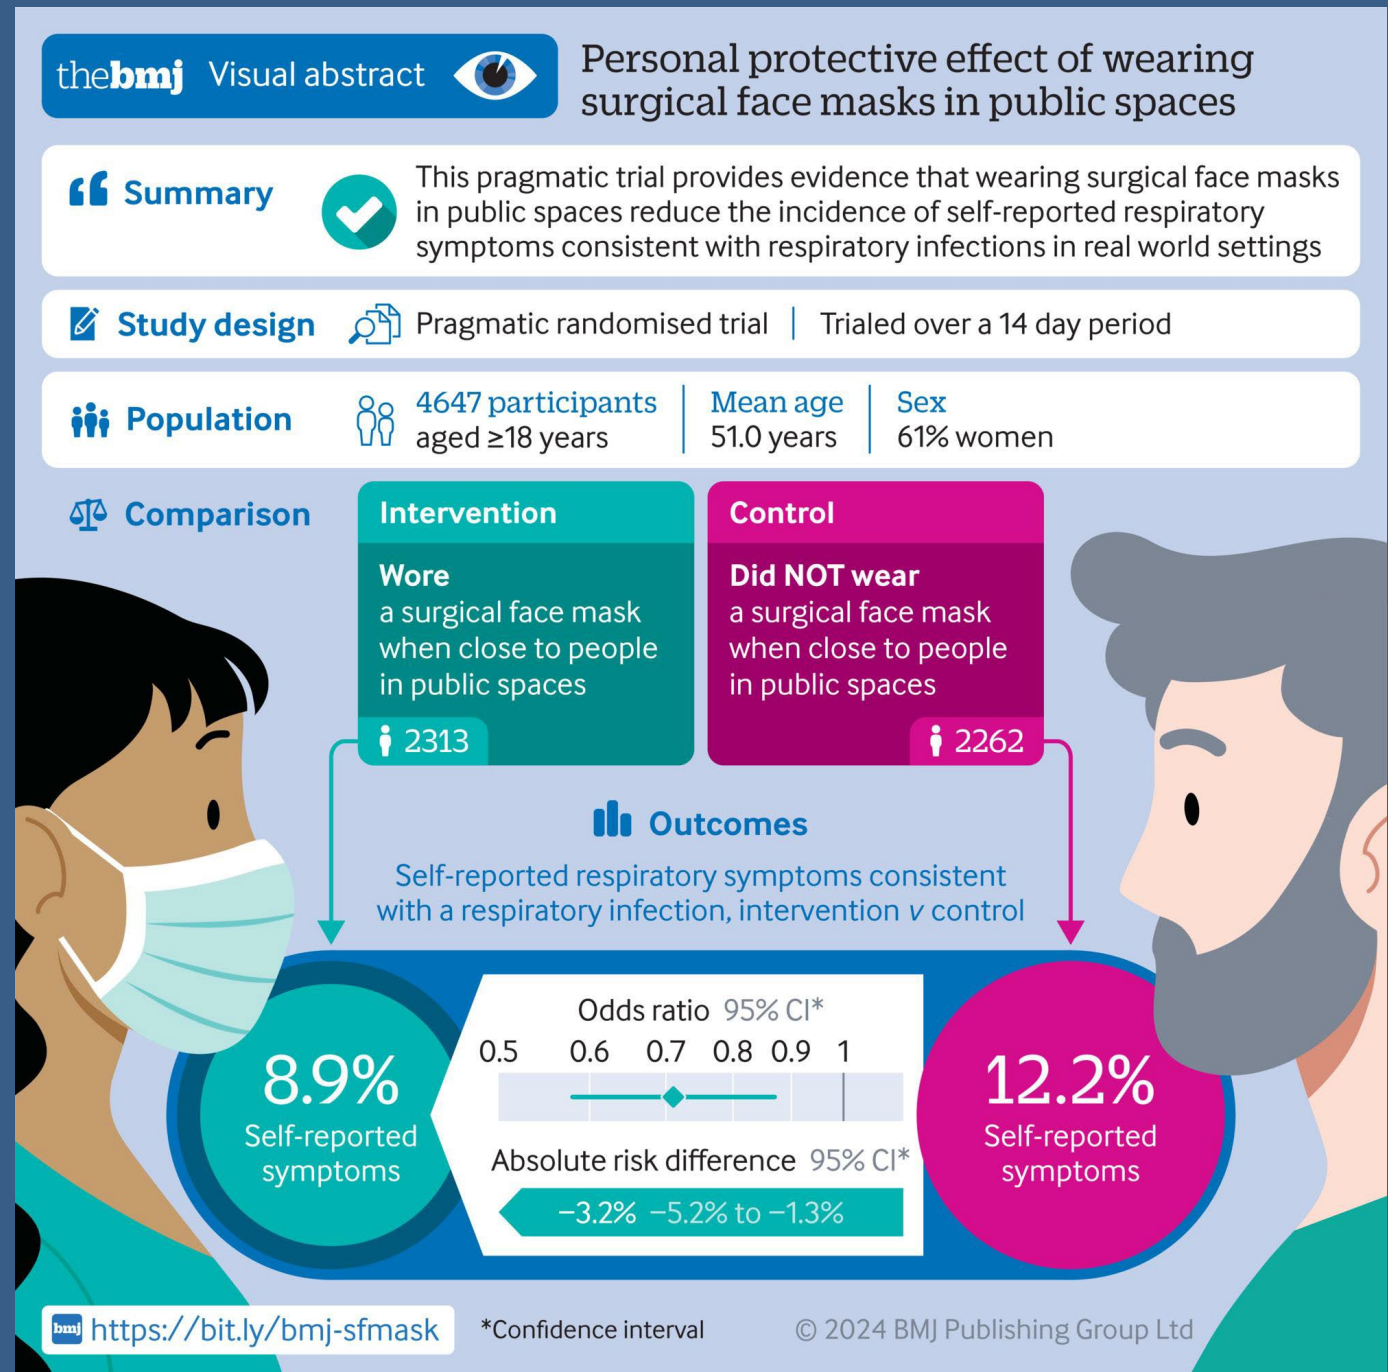 thebmj Visual abstract
Personal protective effect of wearing
surgical face masks in public spaces
Summary
This pragmatic trial provides evidence that wearing surgical face masks
in public spaces reduce the incidence of self-reported respiratory
symptoms consistent with respiratory infections in real world settings
Study design
Pragmatic randomised trial
Trialed over a 14 day period
Population
4647 participants
aged ≥18 years
Mean age
51.0 years
Sex
61% women
Comparison
Intervention
Wore
a surgical face mask
when close to people
in public spaces
2313
Control
Did NOT wear
a surgical face mask
when close to people
in public spaces
2262
Outcomes
Self-reported respiratory symptoms consistent
with a respiratory infection, intervention v control
8.9%
Self-reported
symptoms
Odds ratio 95% CI*
0.5 0.6 0.7 0.8 0.9 1
Absolute risk difference 95% CI*
−3.2% −5.2% to −1.3%
12.2%
Self-reported
symptoms
bmj https://bit.ly/bmj-sfmask
*Confidence interval
© 2024 BMJ Publishing Group Ltd